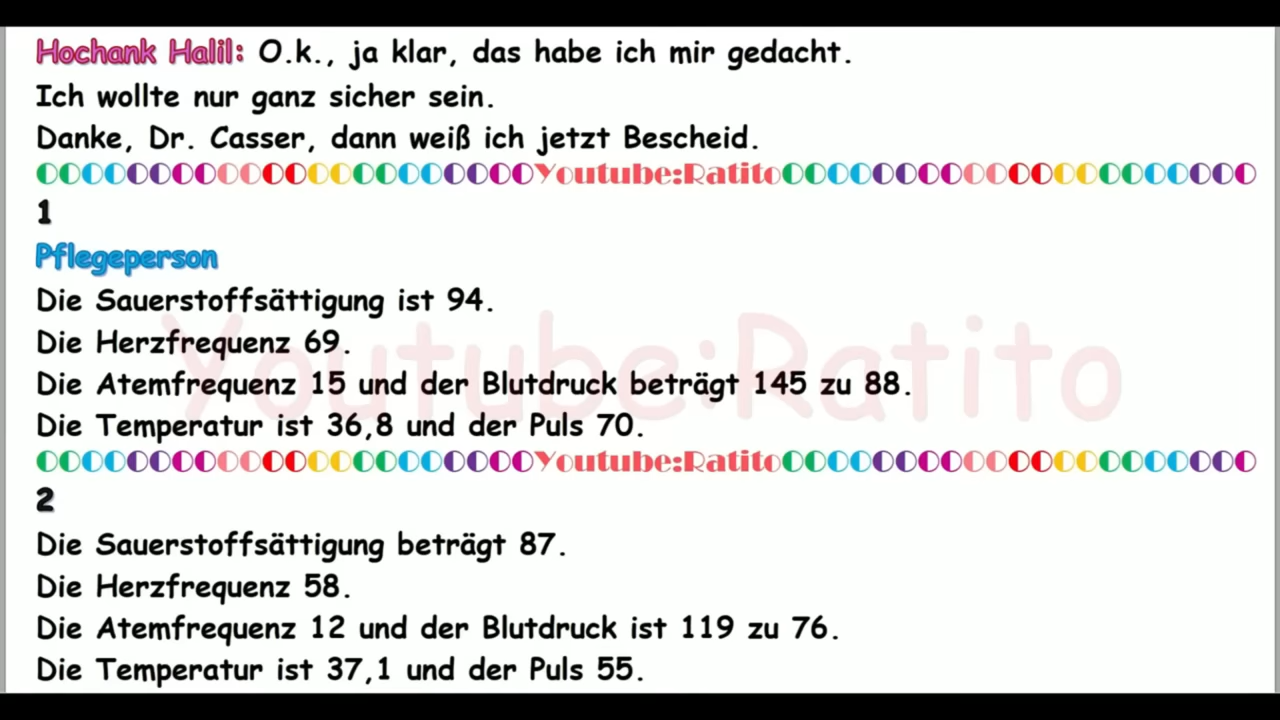 Hochank Halil: O.k., ja klar, das habe ich mir gedacht.
Ich wollte nur ganz sicher sein.
Danke, Dr. Casser, dann weiß ich jetzt Bescheid.
Youtube:Ratito
1
Pflegeperson
Die Sauerstoffsättigung ist 94.
Die Herzfrequenz 69.
Youtube:Ratito
Die Atemfrequenz 15 und der Blutdruck beträgt 145 zu 88.
Die Temperatur ist 36,8 und der Puls 70.
Youtube:Ratito
2
Die Sauerstoffsättigung beträgt 87.
Die Herzfrequenz 58.
Die Atemfrequenz 12 und der Blutdruck ist 119 zu 76.
Die Temperatur ist 37,1 und der Puls 55.